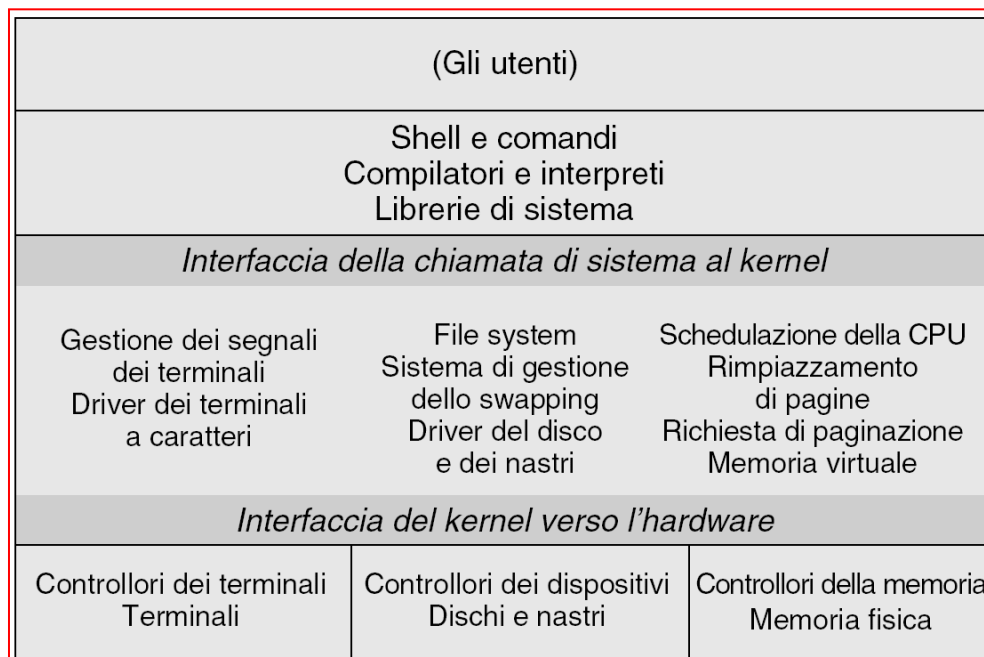 (Gli utenti)
Shell e comandi
Compilatori e interpreti
Librerie di sistema
Interfaccia della chiamata di sistema al kernel
Gestione dei segnali
dei terminali
Driver dei terminali
a caratteri
File system
Sistema di gestione
dello swapping
Driver del disco
e dei nastri
Schedulazione della CPU
Rimpiazzamento
di pagine
Richiesta di paginazione
Memoria virtuale
Interfaccia del kernel verso l'hardware
Controllori dei terminali
Terminali
Controllori dei dispositivi
Dischi e nastri
Controllori della memoria
Memoria fisica